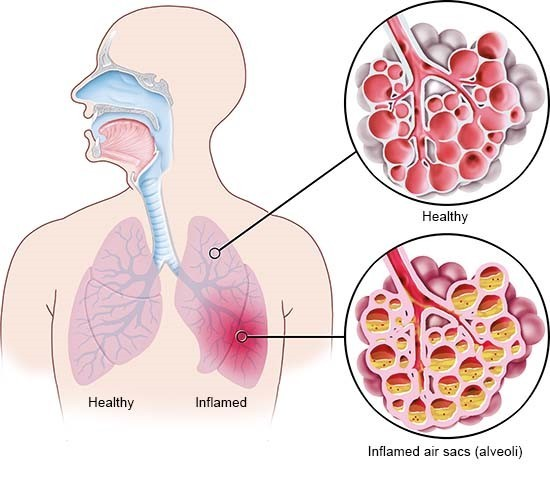 Healthy
Healthy
Inflamed
Inflamed air sacs (alveoli)